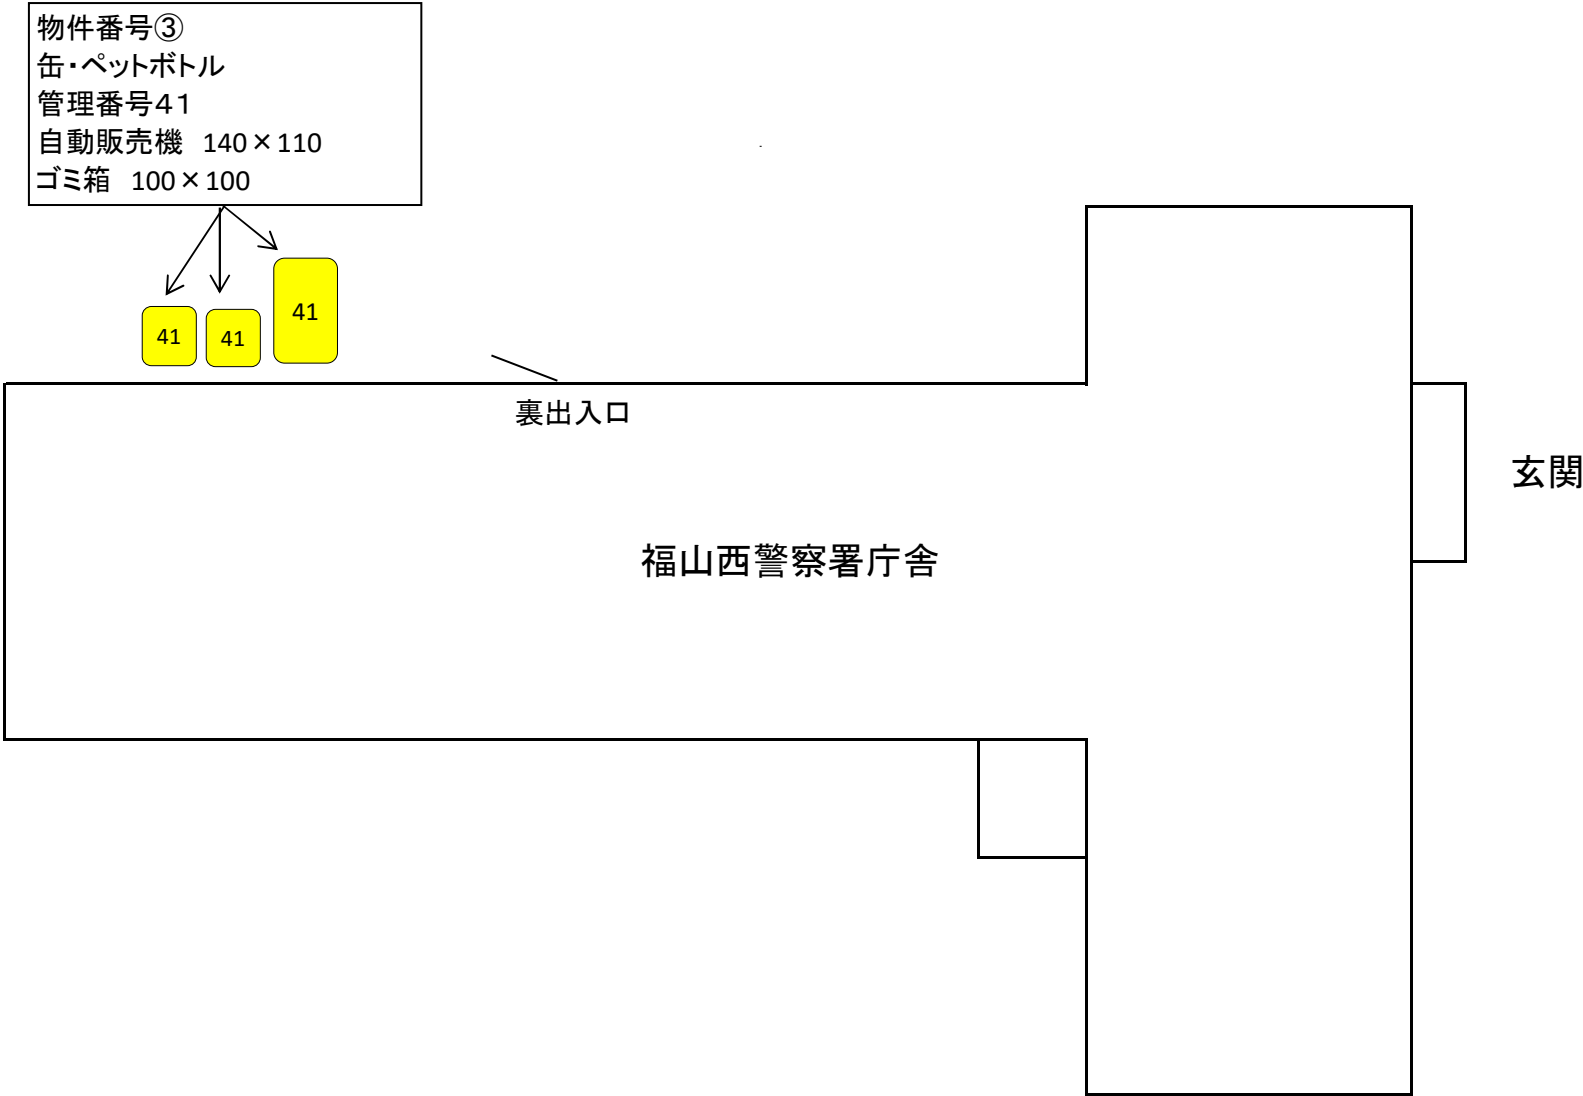 物件番号③
缶・ペットボトル
管理番号41
自動販売機　140×110
ゴミ箱　100×100
41
41
41
裏出入口
玄関
福山西警察署庁舎